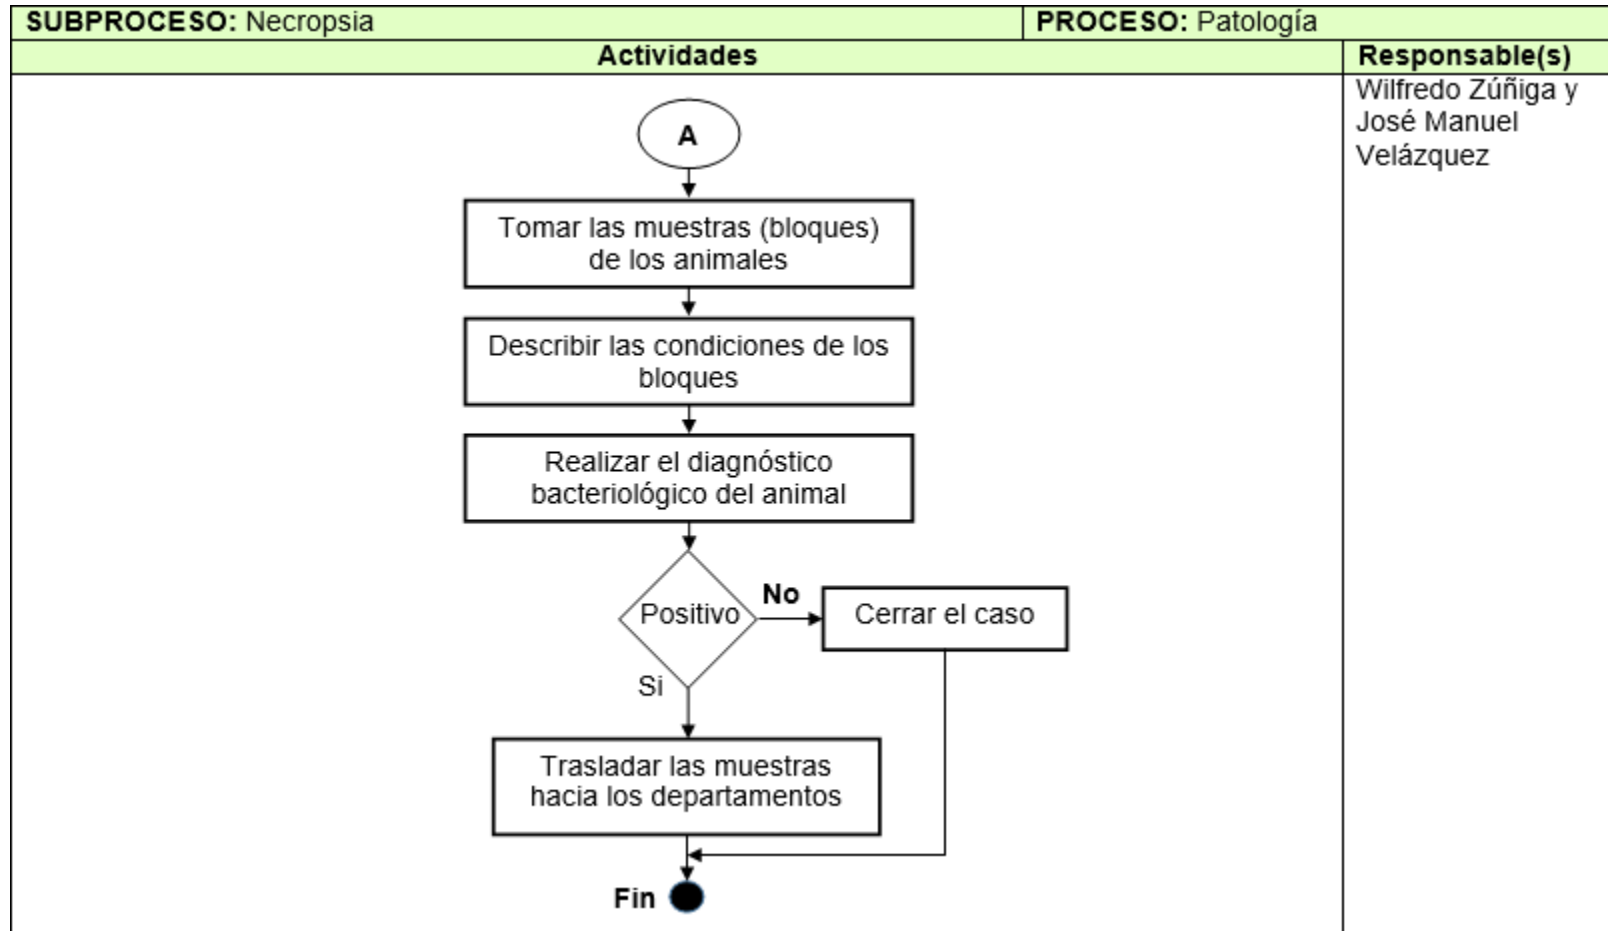 SUBPROCESO: Necropsia
PROCESO: Patología
Actividades
Responsable(s)
Wilfredo Zúñiga y
José Manuel
Velázquez
A
Tomar las muestras (bloques)
de los animales
Describir las condiciones de los
bloques
Realizar el diagnóstico
bacteriológico del animal
Positivo
No
Cerrar el caso
Si
Trasladar las muestras
hacia los departamentos
Fin